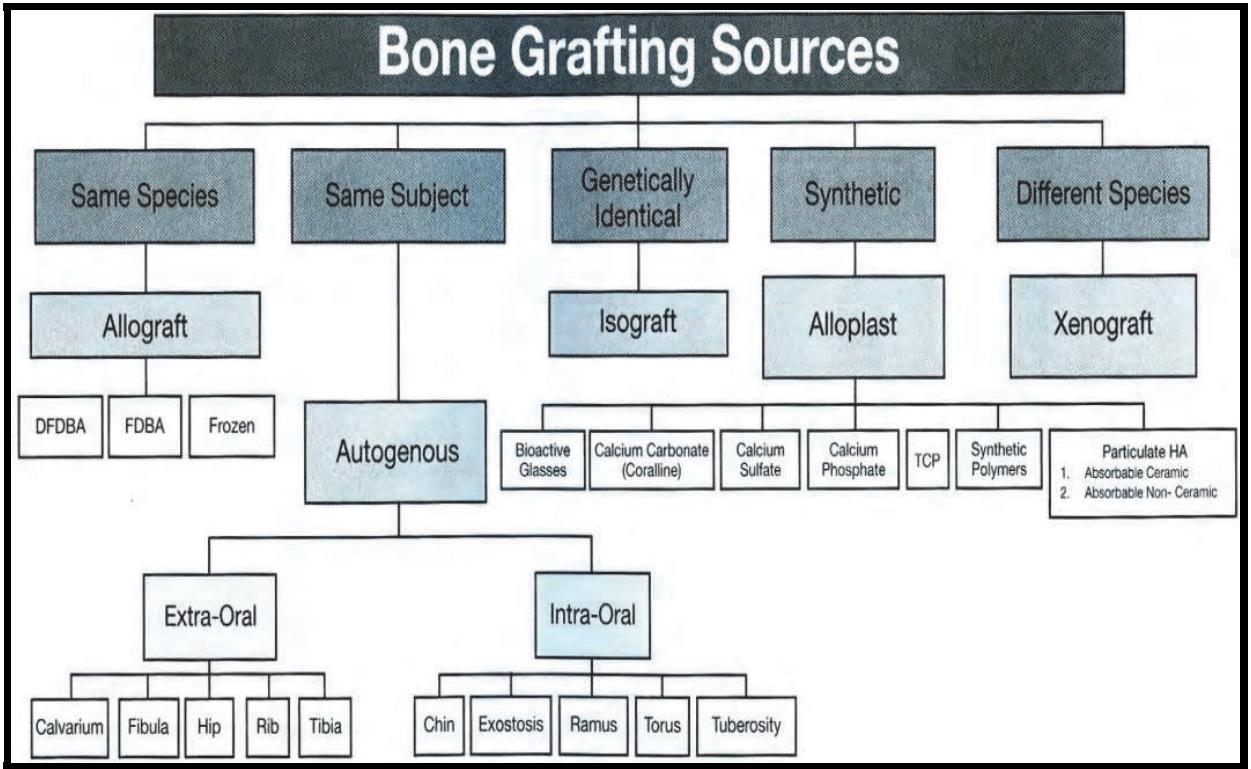 Bone Grafting Sources
Same Species
Same Subject
Genetically
Identical
Synthetic
Different Species
Allograft
Isograft
Alloplast
Xenograft
DFDBA
FDBA
Frozen
Autogenous
Bioactive
Glasses
Calcium Carbonate
(Coralline)
Calcium
Sulfate
Calcium
Phosphate
TCP
Synthetic
Polymers
Particulate HA
1. Absorbable Ceramic
2. Absorbable Non- Ceramic
Extra-Oral
Intra-Oral
Calvarium
Fibula
Hip
Rib
Tibia
Chin
Exostosis
Ramus
Torus
Tuberosity